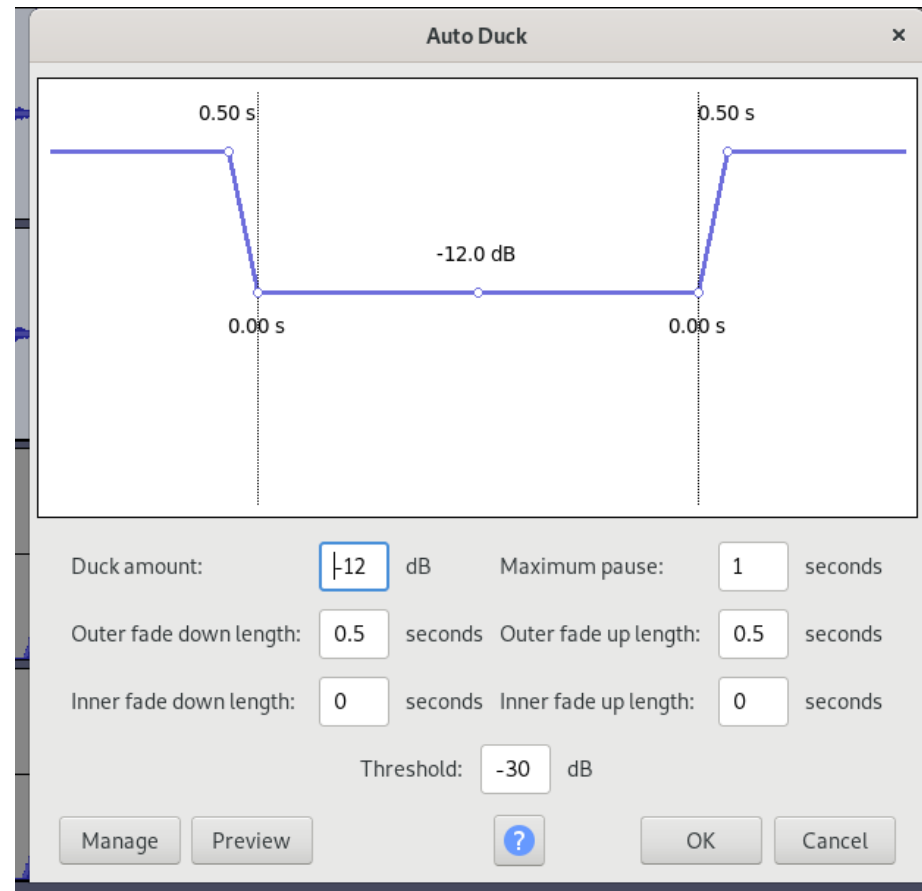 Auto Duck ×
0.50 s 0.50 s
-12.0 dB
0.00 s 0.00 s
Duck amount: -12 dB Maximum pause: 1 seconds
Outer fade down length: 0.5 seconds Outer fade up length: 0.5 seconds
Inner fade down length: 0 seconds Inner fade up length: 0 seconds
Threshold: -30 dB
Manage Preview ? OK Cancel